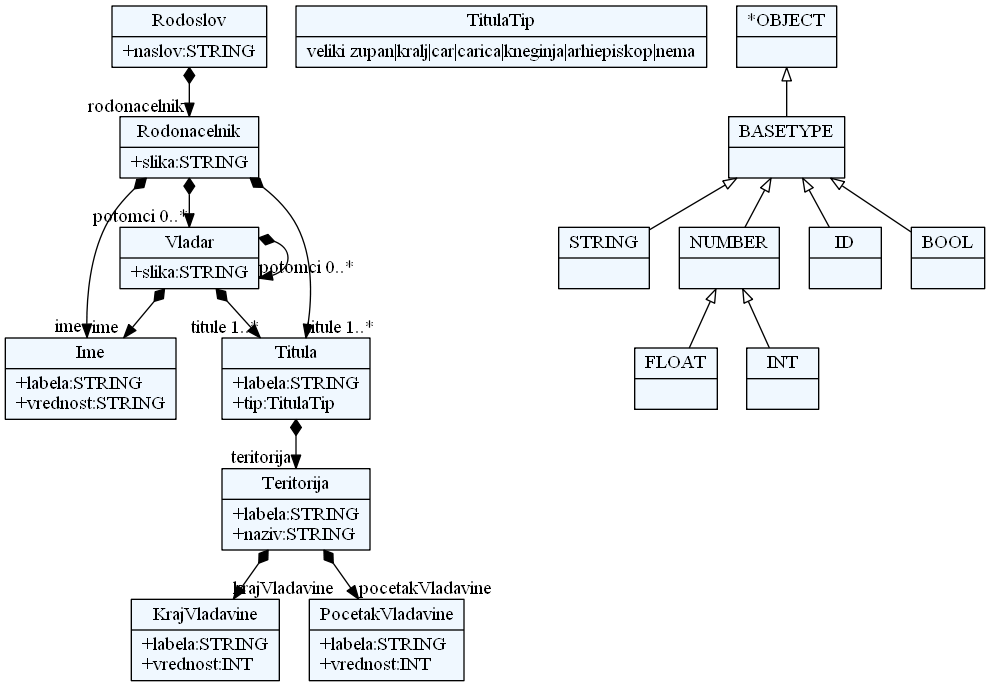 Rodoslov
+naslov:STRING
TitulaTip
veliki zupan|kralj|car|carica|kneginja|arhiepiskop|nema
*OBJECT
rodonacelnik
Rodonacelnik
+slika:STRING
BASETYPE
potomci 0..*
Vladar
+slika:STRING
potomci 0..*
STRING
NUMBER
ID
BOOL
ime
ime
titule 1..*
titule 1..*
Ime
+labela:STRING
+vrednost:STRING
Titula
+labela:STRING
+tip:TitulaTip
FLOAT
INT
teritorija
Teritorija
+labela:STRING
+naziv:STRING
krajVladavine
pocetakVladavine
KrajVladavine
+labela:STRING
+vrednost:INT
PocetakVladavine
+labela:STRING
+vrednost:INT